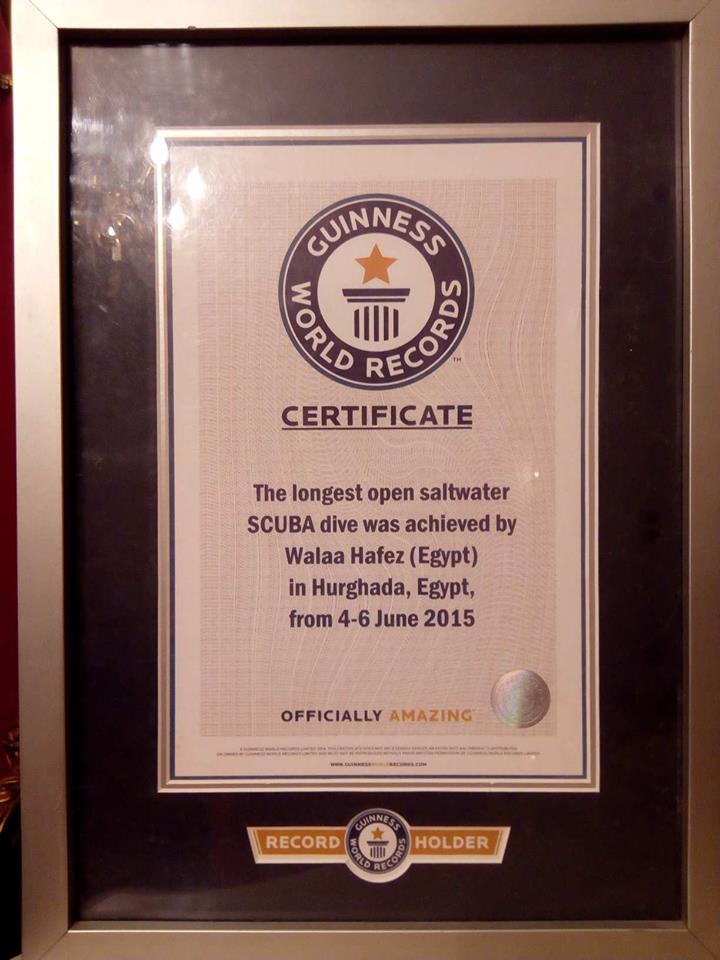 GUINNESS
WORLD RECORDS
TM
CERTIFICATE
The longest open saltwater
SCUBA dive was achieved by
Walaa Hafez (Egypt)
in Hurghada, Egypt,
from 4-6 June 2015
OFFICIALLY AMAZING
WWW.GUINNESSWORLDRECORDS.COM
RECORD
GUINNESS
WORLD RECORDS
HOLDER